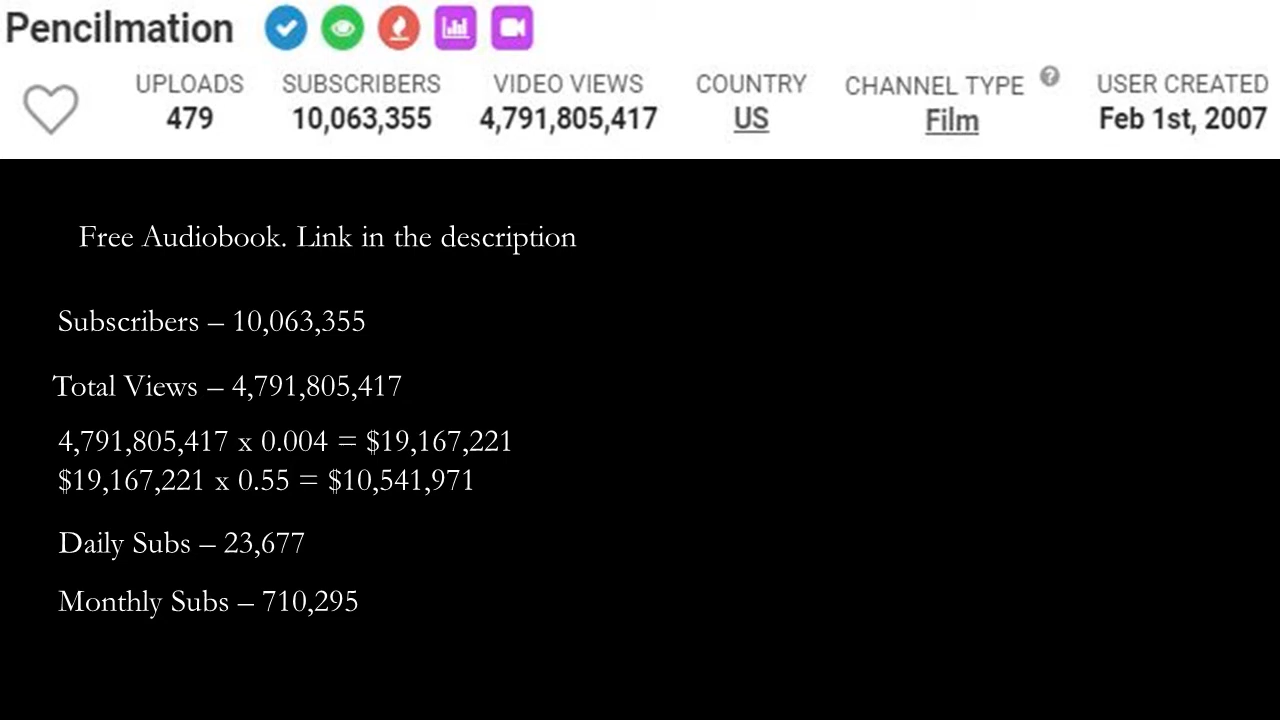 Pencilmation
UPLOADS SUBSCRIBERS VIDEO VIEWS COUNTRY CHANNEL TYPE ? USER CREATED
479 10,063,355 4,791,805,417 US Film Feb 1st, 2007
Free Audiobook. Link in the description
Subscribers – 10,063,355
Total Views – 4,791,805,417
4,791,805,417 x 0.004 = $19,167,221
$19,167,221 x 0.55 = $10,541,971
Daily Subs – 23,677
Monthly Subs – 710,295